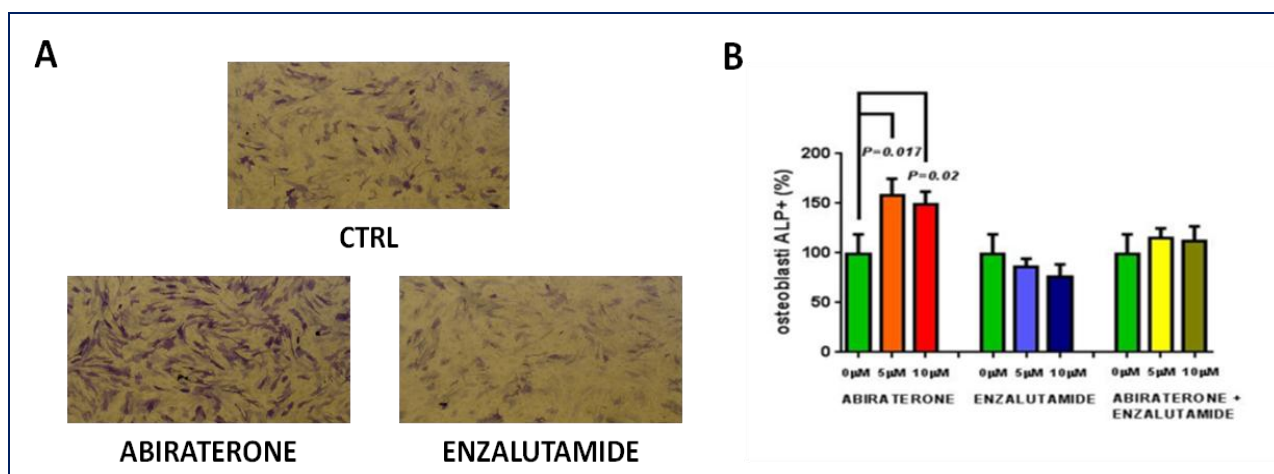 A
CTRL
ABIRATERONE
ENZALUTAMIDE
B
osteoblasti ALP+ (%)
200
150
100
50
0
P=0.017
P=0.02
0µM 5µM 10µM
ABIRATERONE
0µM 5µM 10µM
ENZALUTAMIDE
0µM 5µM 10µM
ABIRATERONE +
ENZALUTAMIDE